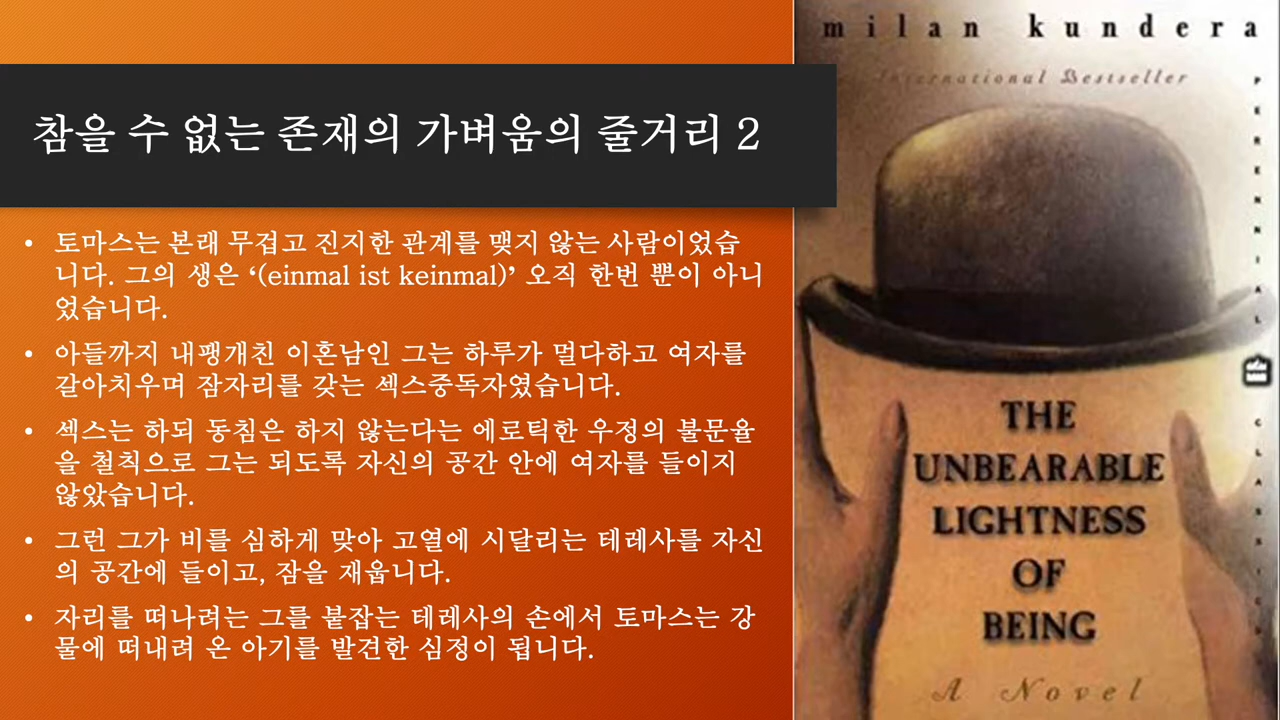 참을 수 없는 존재의 가벼움의 줄거리 2
• 토마스는 본래 무겁고 진지한 관계를 맺지 않는 사람이었습
니다. 그의 생은 ‘(einmal ist keinmal)’ 오직 한번 뿐이 아니
었습니다.
• 아들까지 내팽개친 이혼남인 그는 하루가 멀다하고 여자를
갈아치우며 잠자리를 갖는 섹스중독자였습니다.
• 섹스는 하되 동침은 하지 않는다는 에로틱한 우정의 불문율
을 철칙으로 그는 되도록 자신의 공간 안에 여자를 들이지
않았습니다.
• 그런 그가 비를 심하게 맞아 고열에 시달리는 테레사를 자신
의 공간에 들이고, 잠을 재웁니다.
• 자리를 떠나려는 그를 붙잡는 테레사의 손에서 토마스는 강
물에 떠내려 온 아기를 발견한 심정이 됩니다.
milan kundera
International Bestseller
THE
UNBEARABLE
LIGHTNESS
OF
BEING
A Novel
PERENNIAL
CLASSICS